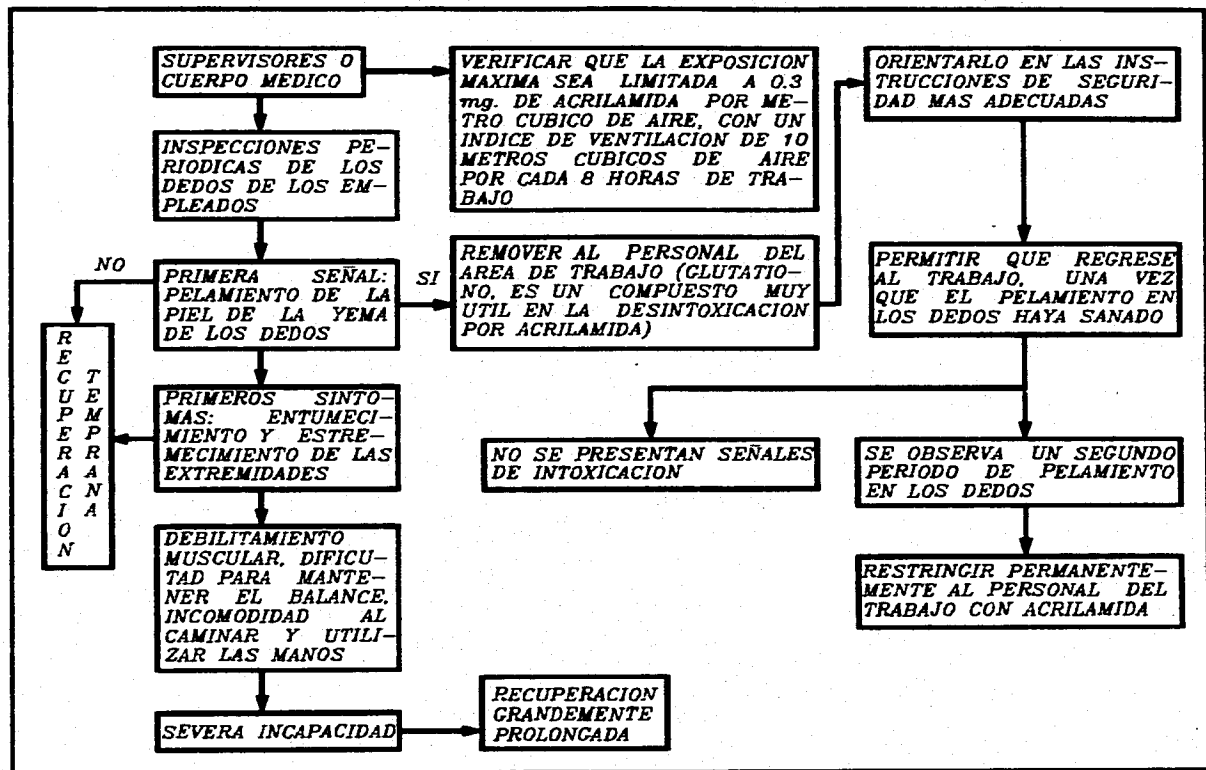 SUPERVISORES O
CUERPO MEDICO
VERIFICAR QUE LA EXPOSICION
MAXIMA SEA LIMITADA A 0.3
mg. DE ACRILAMIDA POR ME-
TRO CUBICO DE AIRE, CON UN
INDICE DE VENTILACION DE 10
METROS CUBICOS DE AIRE
POR CADA 8 HORAS DE TRA-
BAJO
ORIENTARLO EN LAS INS-
TRUCCIONES DE SEGURI-
DAD MAS ADECUADAS
INSPECCIONES PE-
RIODICAS DE LOS
DEDOS DE LOS EM-
PLEADOS
NO
PRIMERA SEÑAL:
PELAMIENTO DE LA
PIEL DE LA YEMA
DE LOS DEDOS
SI
REMOVER AL PERSONAL DEL
AREA DE TRABAJO (GLUTATIO-
NO, ES UN COMPUESTO MUY
UTIL EN LA DESINTOXICACION
POR ACRILAMIDA)
PERMITIR QUE REGRESE
AL TRABAJO, UNA VEZ
QUE EL PELAMIENTO EN
LOS DEDOS HAYA SANADO
RECUPERACION
TEMPRANA
PRIMEROS SINTO-
MAS: ENTUMECI-
MIENTO Y ESTRE-
MECIMIENTO DE LAS
EXTREMIDADES
NO SE PRESENTAN SEÑALES
DE INTOXICACION
SE OBSERVA UN SEGUNDO
PERIODO DE PELAMIENTO
EN LOS DEDOS
DEBILITAMIENTO
MUSCULAR, DIFICUL-
TAD PARA MANTE-
NER EL BALANCE,
INCOMODIDAD AL
CAMINAR Y UTILI-
ZAR LAS MANOS
RESTRINGIR PERMANENTE-
MENTE AL PERSONAL DEL
TRABAJO CON ACRILAMIDA
SEVERA INCAPACIDAD
RECUPERACION
GRANDEMENTE
PROLONGADA